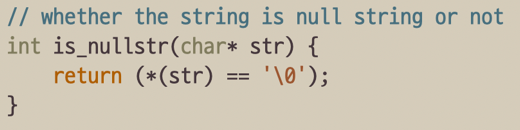 // whether the string is null string or not
int is_nullstr(char* str) {
    return (*(str) == '\0');
}